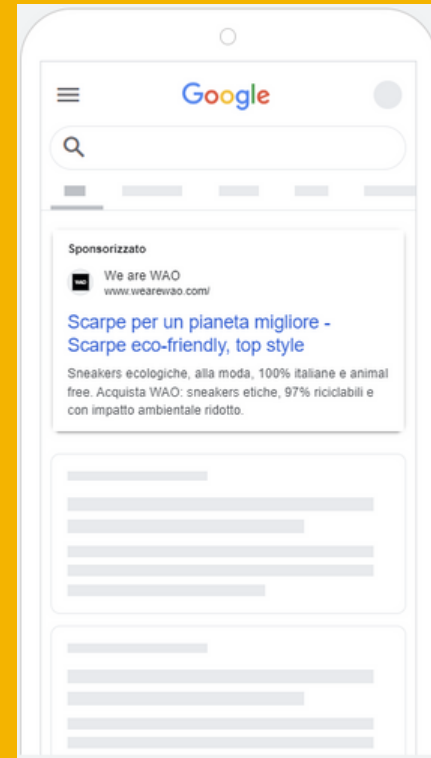 Google
Sponsorizzato
WAO
We are WAO
www.wearewao.com/
Scarpe per un pianeta migliore -
Scarpe eco-friendly, top style
Sneakers ecologiche, alla moda, 100% italiane e animal
free. Acquista WAO: sneakers etiche, 97% riciclabili e
con impatto ambientale ridotto.